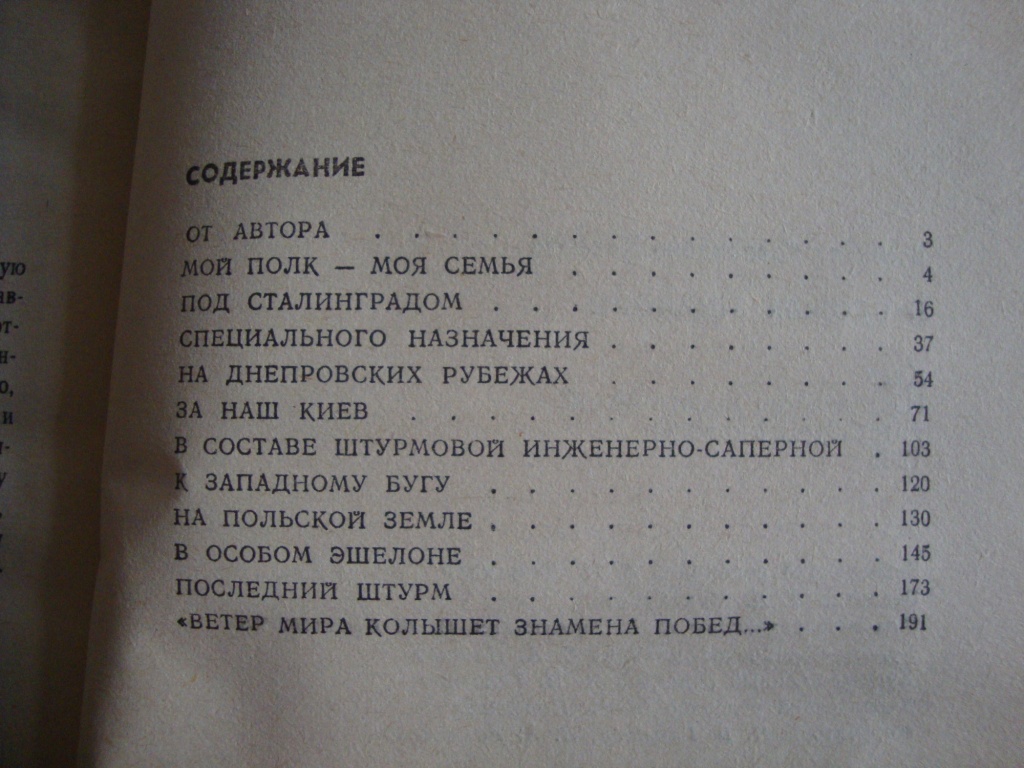 СОДЕРЖАНИЕ
ОТ АВТОРА . . . . . . . . . . . . . . 3
МОЙ ПОЛК — МОЯ СЕМЬЯ . . . . . . . . . 4
ПОД СТАЛИНГРАДОМ . . . . . . . . . . . 16
СПЕЦИАЛЬНОГО НАЗНАЧЕНИЯ . . . . . . . . 37
НА ДНЕПРОВСКИХ РУБЕЖАХ . . . . . . . . 54
ЗА НАШ КИЕВ . . . . . . . . . . . . . 71
В СОСТАВЕ ШТУРМОВОЙ ИНЖЕНЕРНО-САПЕРНОЙ . 103
К ЗАПАДНОМУ БУГУ . . . . . . . . . . . 120
НА ПОЛЬСКОЙ ЗЕМЛЕ . . . . . . . . . . . 130
В ОСОБОМ ЭШЕЛОНЕ . . . . . . . . . . . 145
ПОСЛЕДНИЙ ШТУРМ . . . . . . . . . . . 173
«ВЕТЕР МИРА КОЛЫШЕТ ЗНАМЕНА ПОБЕД...» . . . 191